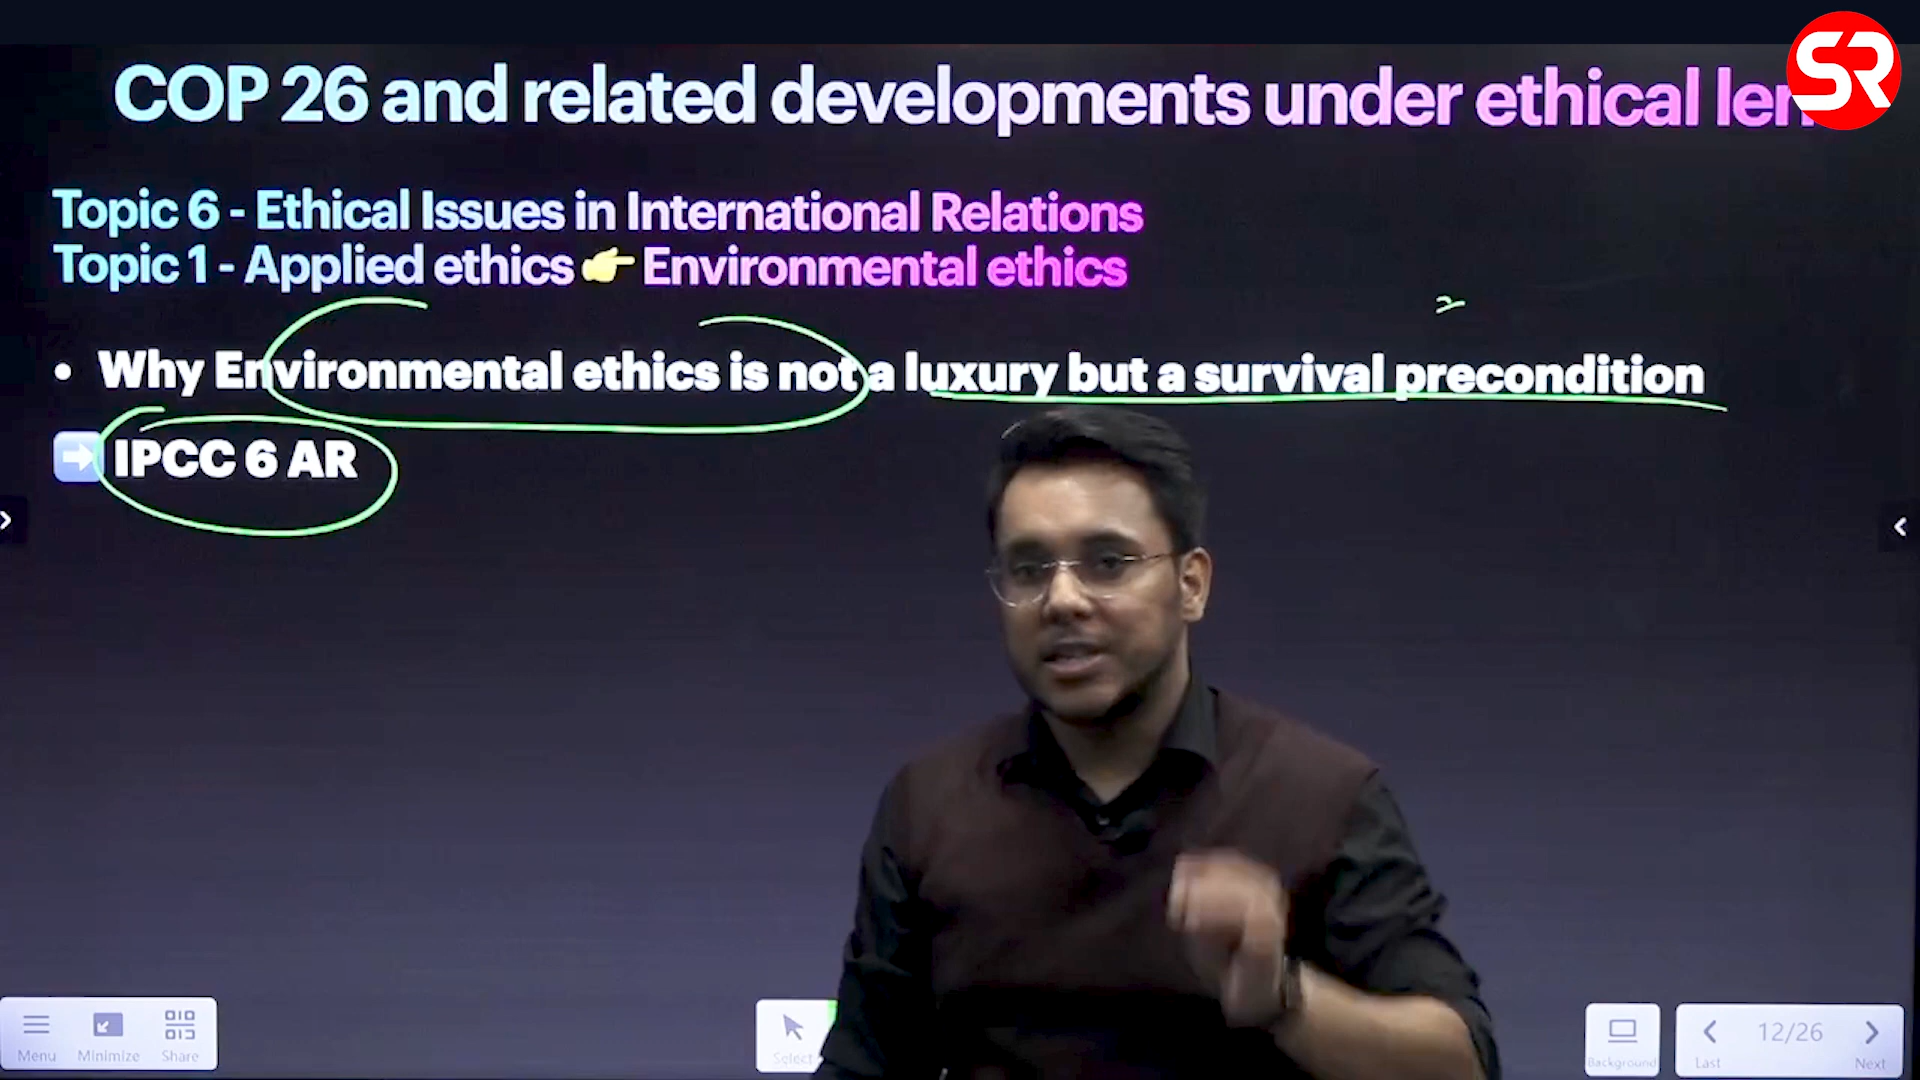 SR
COP 26 and related developments under ethical len
Topic 6 - Ethical Issues in International Relations
Topic 1 - Applied ethics 👉 Environmental ethics
• Why Environmental ethics is not a luxury but a survival precondition
➡ IPCC 6 AR
Menu Minimize Share
Select
Background
12/26
Last Next